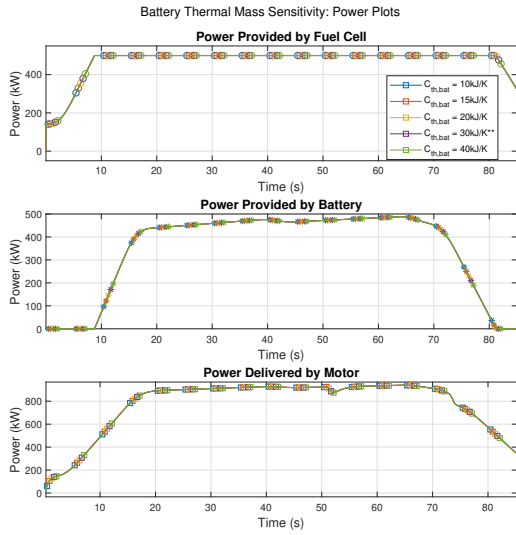 Battery Thermal Mass Sensitivity: Power Plots
Power Provided by Fuel Cell
Power (kW)
400
200
0
C_th,bat = 10kJ/K
C_th,bat = 15kJ/K
C_th,bat = 20kJ/K
C_th,bat = 30kJ/K**
C_th,bat = 40kJ/K
10 20 30 40 50 60 70 80
Time (s)
Power Provided by Battery
Power (kW)
500
400
300
200
100
0
10 20 30 40 50 60 70 80
Time (s)
Power Delivered by Motor
Power (kW)
800
600
400
200
0
10 20 30 40 50 60 70 80
Time (s)